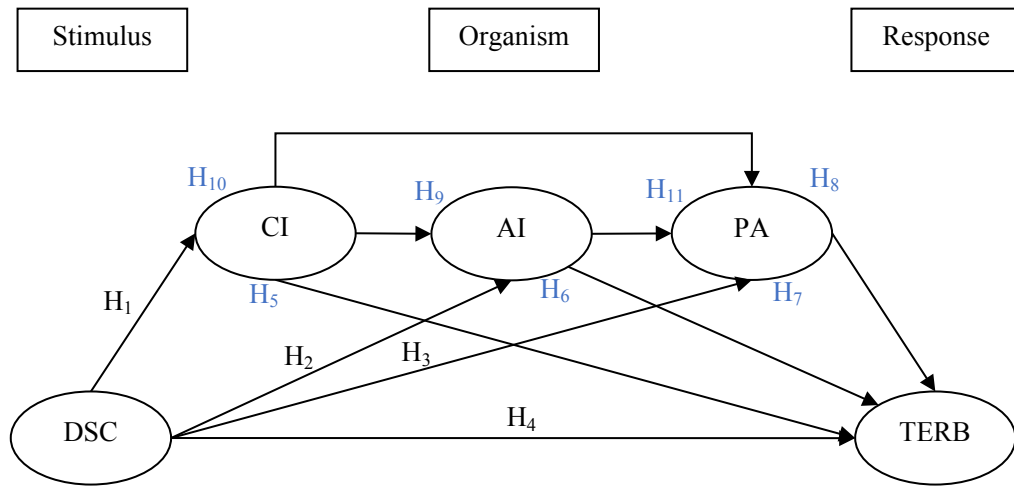 Stimulus
Organism
Response
H10
H9
H11
H8
CI
AI
PA
H5
H6
H7
H1
H2
H3
H4
DSC
TERB